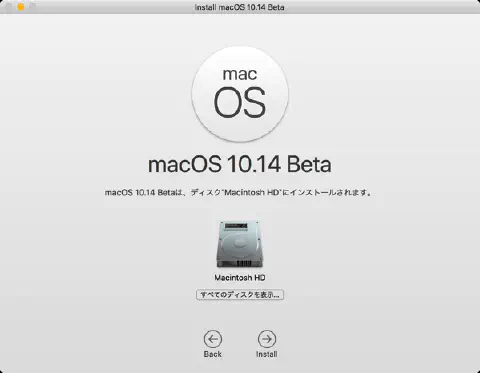 Install macOS 10.14 Beta
mac
OS
macOS 10.14 Beta
macOS 10.14 Betaは、ディスク"Macintosh HD"にインストールされます。
Macintosh HD
すべてのディスクを表示...
Back
Install